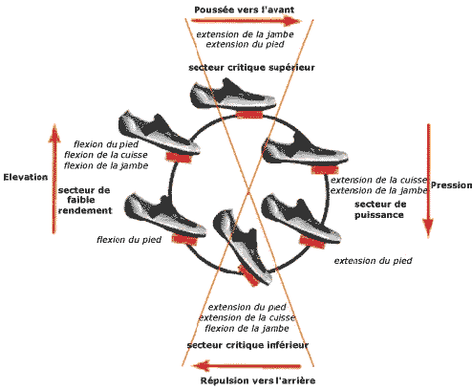 Poussée vers l'avant
extension de la jambe
extension du pied
secteur critique supérieur
flexion du pied
flexion de la cuisse
flexion de la jambe
Elevation
secteur de
faible
rendement
flexion du pied
extension de la cuisse
extension de la jambe
Pression
secteur de
puissance
extension du pied
extension du pied
extension de la cuisse
flexion de la jambe
secteur critique inférieur
Répulsion vers l'arrière